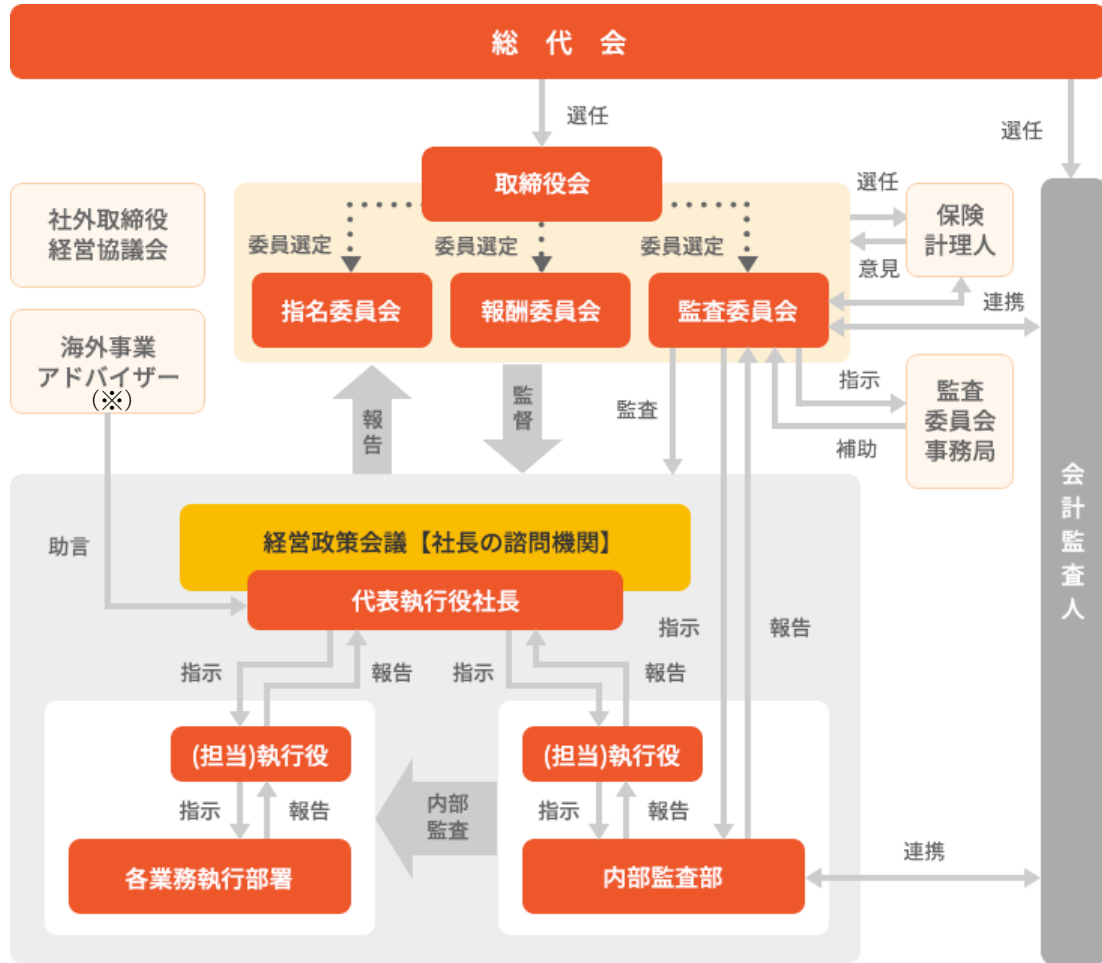 総代会
選任
選任
取締役会
社外取締役
経営協議会
選任
保険
計理人
委員選定
委員選定
委員選定
意見
指名委員会
報酬委員会
監査委員会
連携
海外事業
アドバイザー
(※)
報告
監督
監査
指示
補助
監査
委員会
事務局
会計監査人
経営政策会議【社長の諮問機関】
助言
代表執行役社長
指示
報告
指示
報告
指示
報告
(担当)執行役
(担当)執行役
指示
報告
内部
監査
指示
報告
各業務執行部署
内部監査部
連携